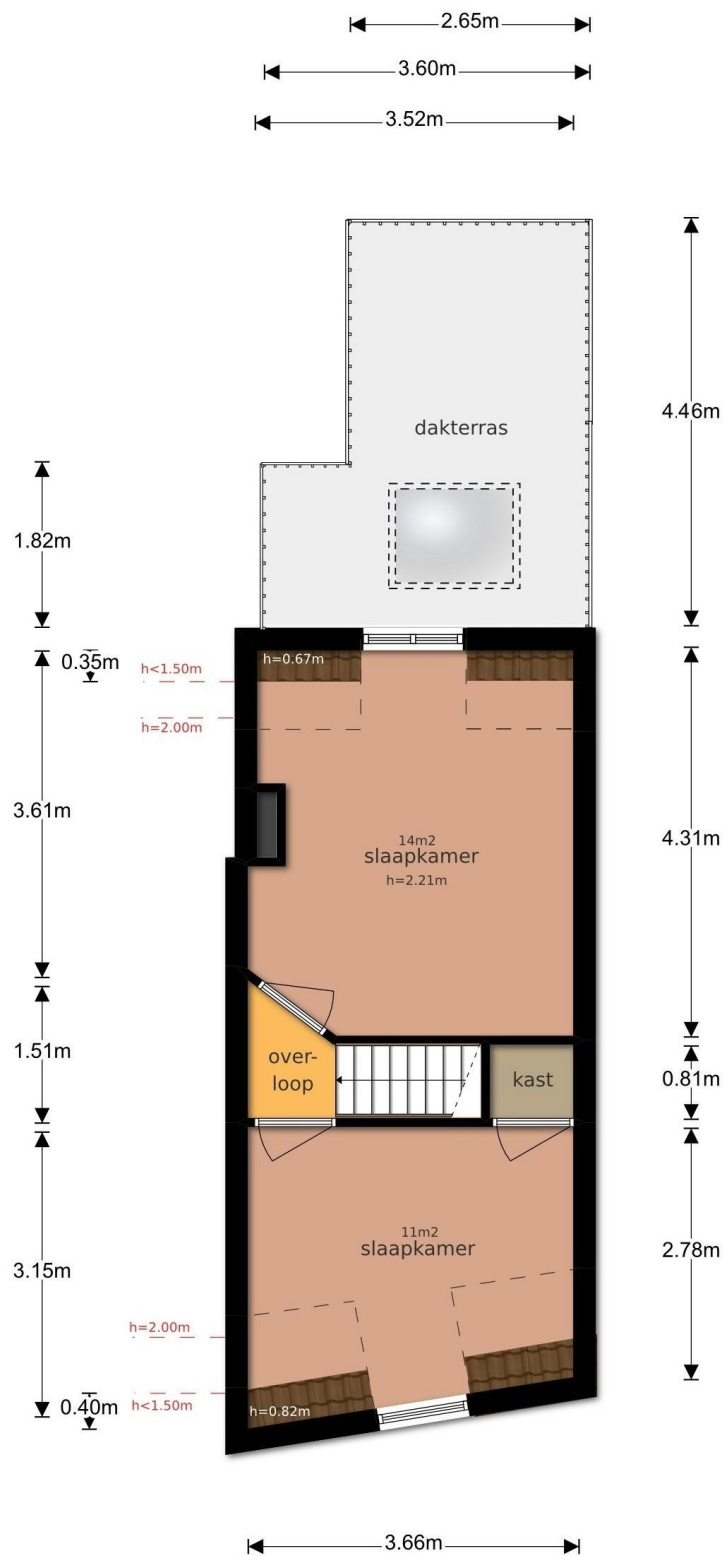 2.65m
3.60m
3.52m
dakterras
4.46m
1.82m
0.35m
h<1.50m
h=0.67m
h=2.00m
3.61m
14m2
slaapkamer
h=2.21m
4.31m
1.51m
over-
loop
kast
0.81m
11m2
slaapkamer
2.78m
3.15m
h=2.00m
0.40m
h<1.50m
h=0.82m
3.66m